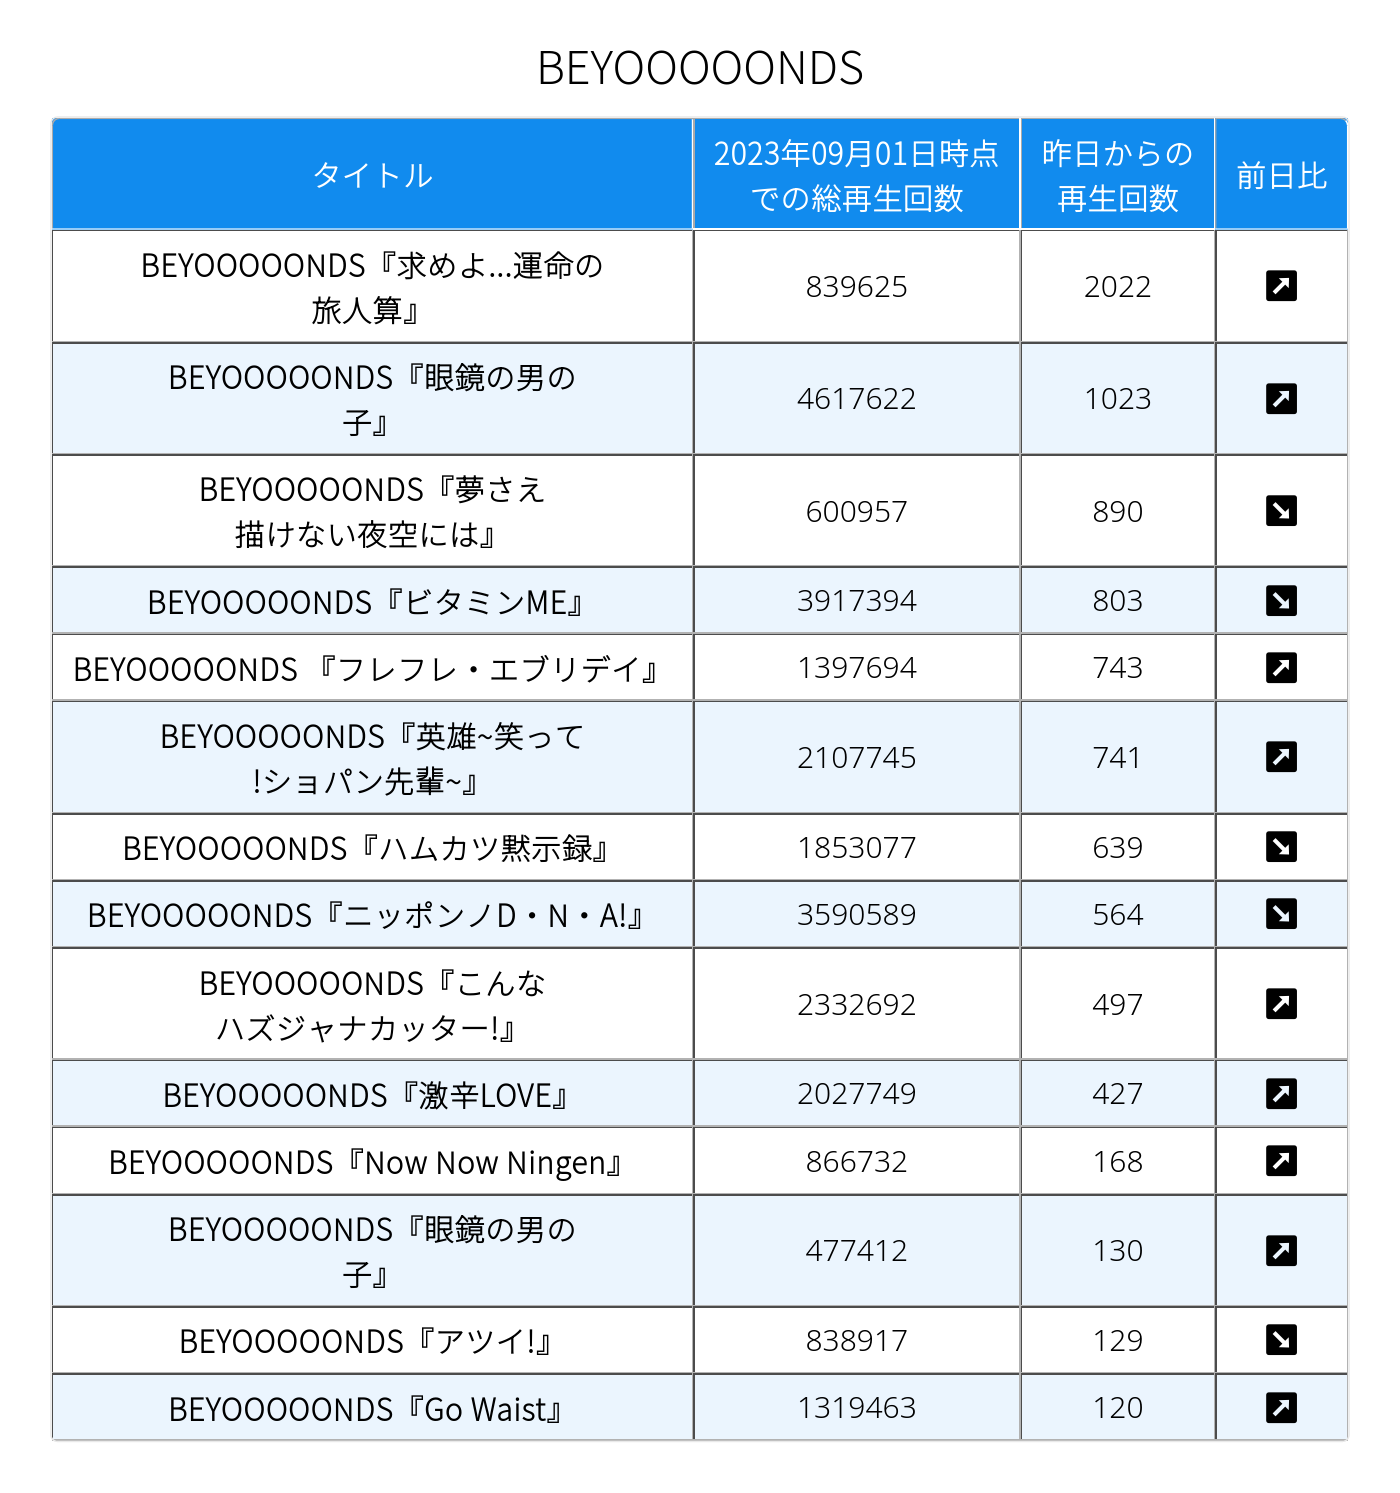 BEYOOOOONDS
タイトル
2023年09月01日時点
での総再生回数
昨日からの
再生回数
前日比
BEYOOOOONDS『求めよ...運命の
旅人算』
839625
2022
BEYOOOOONDS『眼鏡の男の
子』
4617622
1023
BEYOOOOONDS『夢さえ
描けない夜空には』
600957
890
BEYOOOOONDS『ビタミンME』
3917394
803
BEYOOOOONDS 『フレフレ・エブリデイ』
1397694
743
BEYOOOOONDS『英雄~笑って
!ショパン先輩~』
2107745
741
BEYOOOOONDS『ハムカツ黙示録』
1853077
639
BEYOOOOONDS『ニッポンノD・N・A!』
3590589
564
BEYOOOOONDS『こんな
ハズジャナカッター!』
2332692
497
BEYOOOOONDS『激辛LOVE』
2027749
427
BEYOOOOONDS『Now Now Ningen』
866732
168
BEYOOOOONDS『眼鏡の男の
子』
477412
130
BEYOOOOONDS『アツイ!』
838917
129
BEYOOOOONDS『Go Waist』
1319463
120